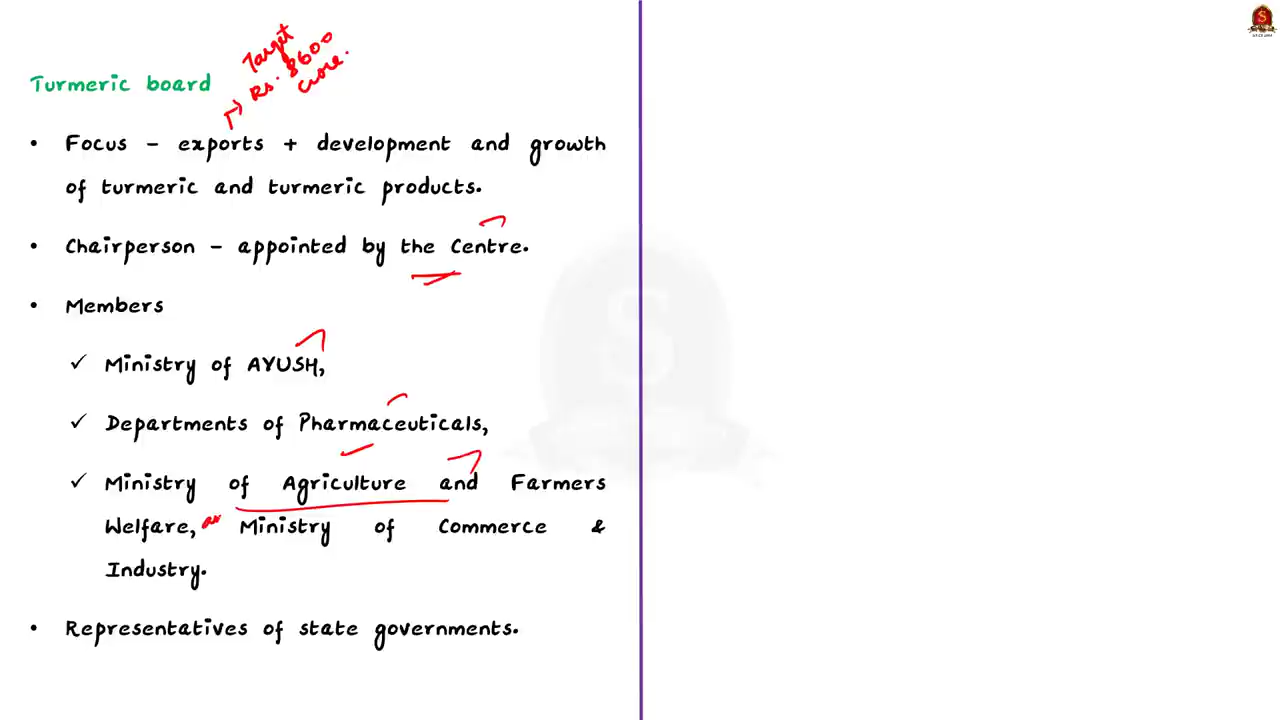 Target
Rs. 8600
crore.
Turmeric board
• Focus - exports + development and growth
of turmeric and turmeric products.
• Chairperson - appointed by the Centre.
• Members
✓ Ministry of AYUSH,
✓ Departments of Pharmaceuticals,
✓ Ministry of Agriculture and Farmers
Welfare, Ministry of Commerce &
Industry.
• Representatives of state governments.
S